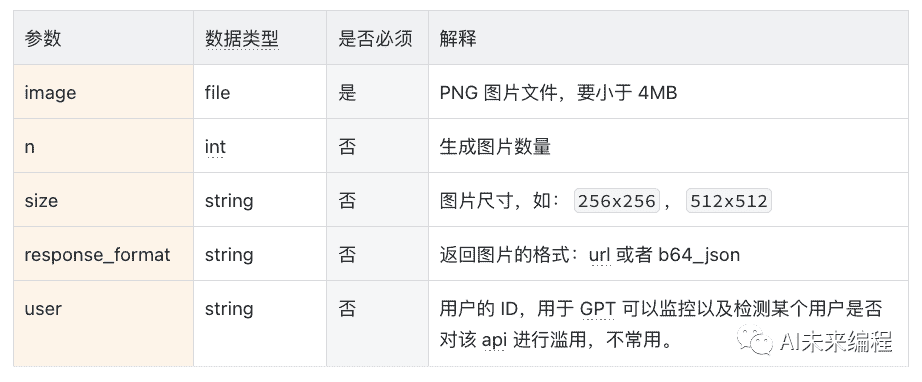 参数 数据类型 是否必须 解释
image file 是 PNG 图片文件，要小于 4MB
n int 否 生成图片数量
size string 否 图片尺寸，如： 256x256 ， 512x512
response_format string 否 返回图片的格式：url 或者 b64_json
user string 否 用户的 ID，用于 GPT 可以监控以及检测某个用户是否
对该 api 进行滥用，不常用。
AI未来编程